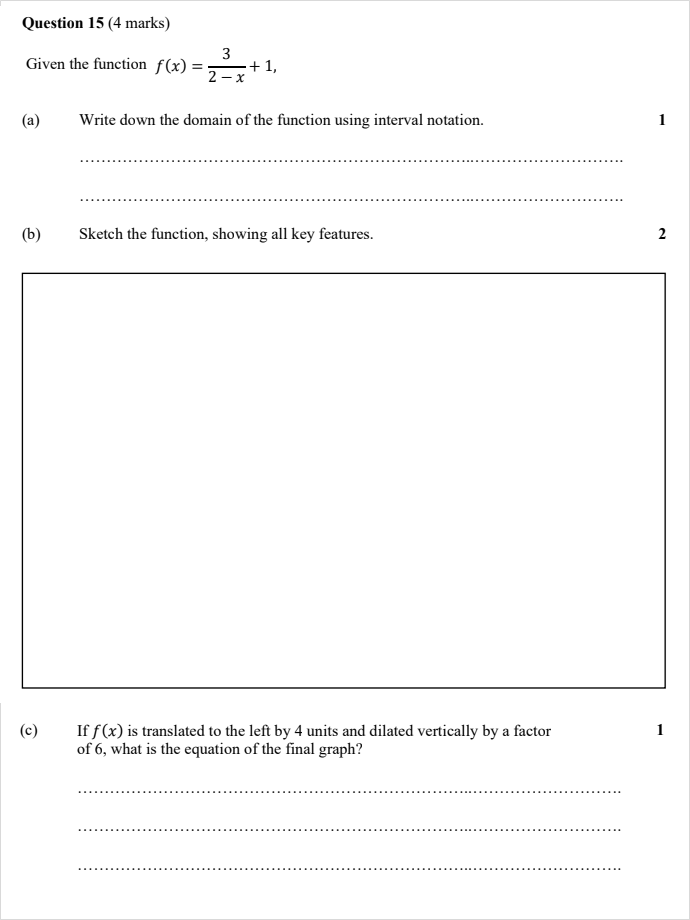 Question 15 (4 marks)
Given the function f(x) = 3/(2 − x) + 1,
(a) Write down the domain of the function using interval notation. 1
(b) Sketch the function, showing all key features. 2
(c) If f(x) is translated to the left by 4 units and dilated vertically by a factor 1
of 6, what is the equation of the final graph?